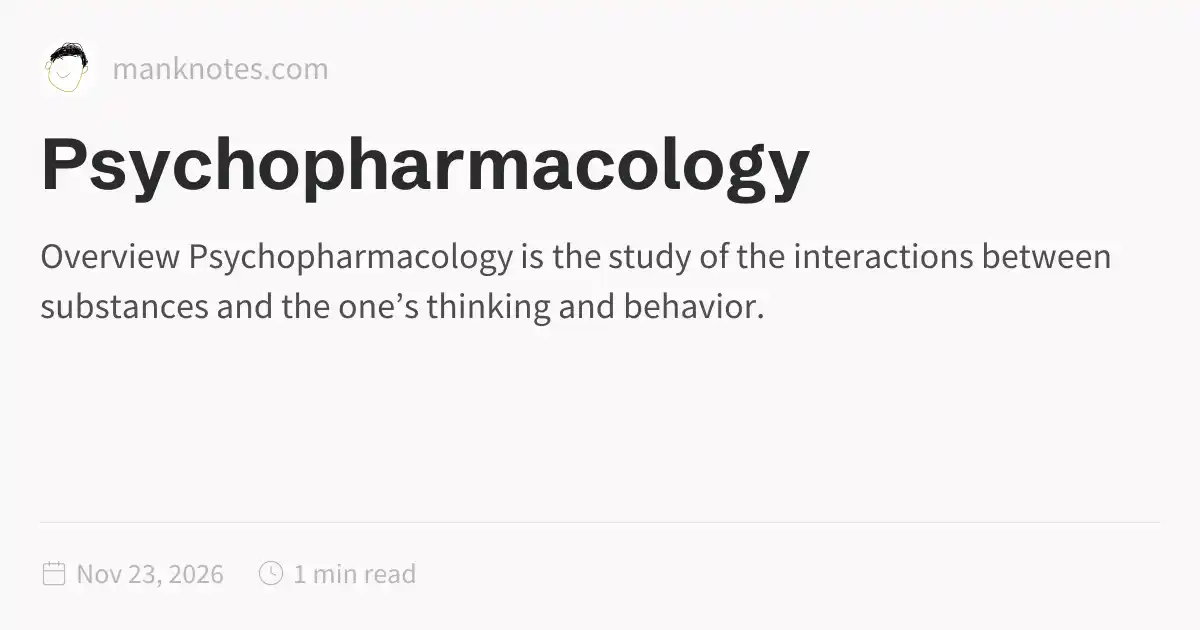 manknotes.com
Psychopharmacology
Overview Psychopharmacology is the study of the interactions between
substances and the one’s thinking and behavior.
Nov 23, 2026 1 min read